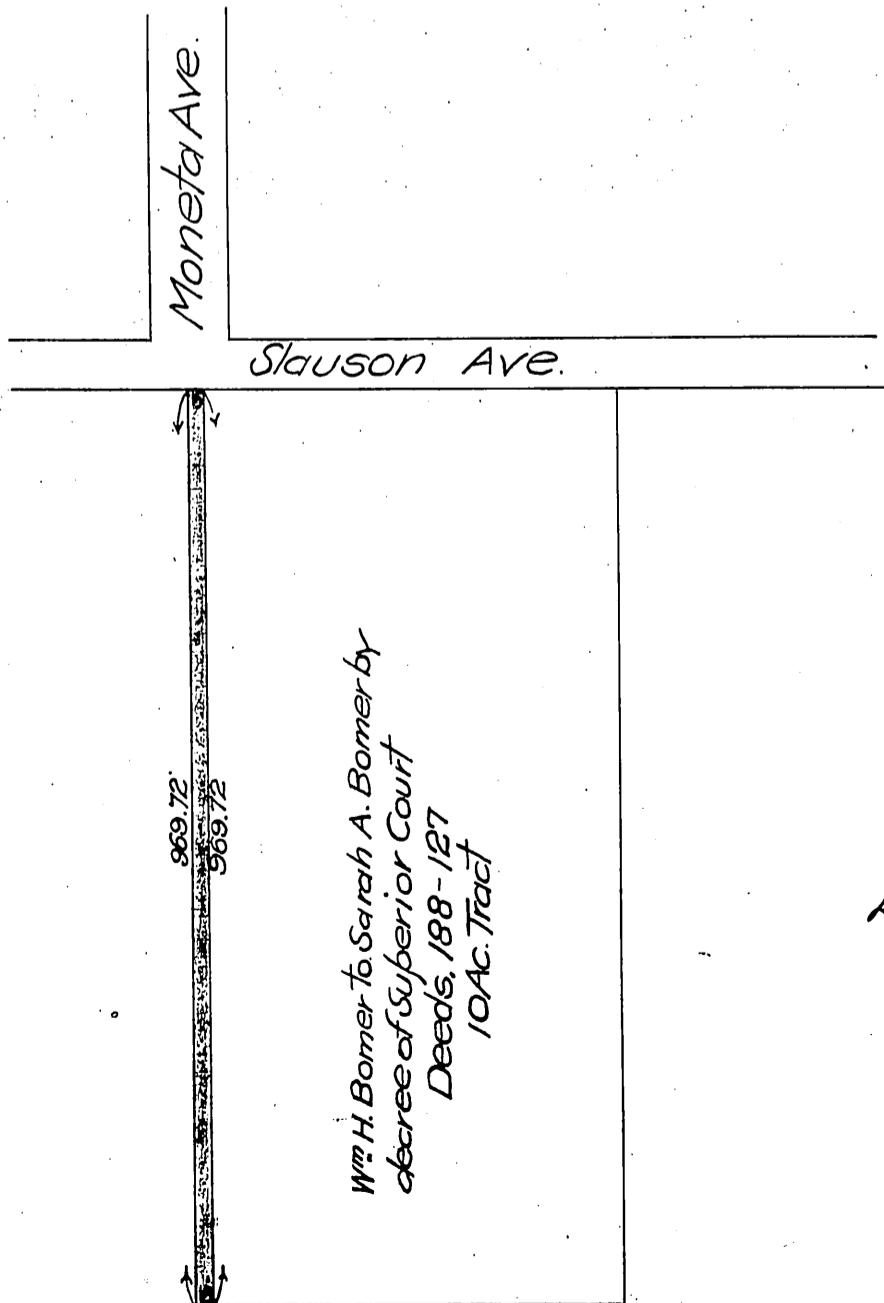 Moneta Ave.
Slauson Ave.
969.72'
969.72
Wm. H. Bomer to Sarah A. Bomer by
decree of Superior Court
Deeds, 188-127
10 Ac. Tract